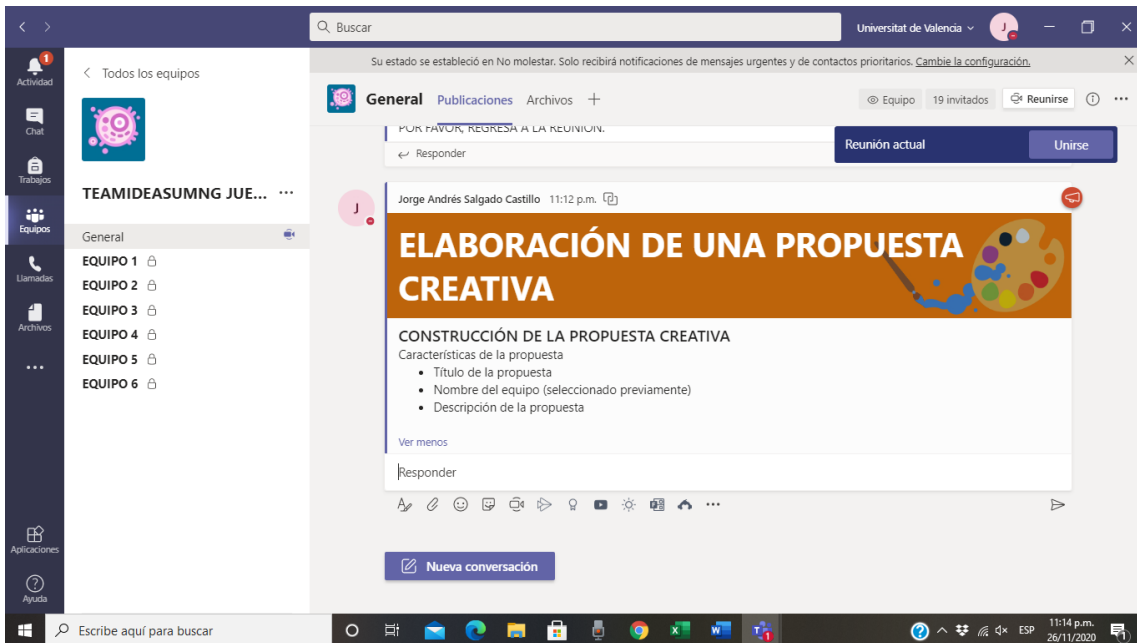 Buscar
Universitat de Valencia
J
1
Actividad
Chat
Trabajos
Equipos
Llamadas
Archivos
Aplicaciones
Ayuda
Todos los equipos
TEAMIDEASUMNG JUE... ...
General
EQUIPO 1
EQUIPO 2
EQUIPO 3
EQUIPO 4
EQUIPO 5
EQUIPO 6
Su estado se estableció en No molestar. Solo recibirá notificaciones de mensajes urgentes y de contactos prioritarios. Cambie la configuración.
General Publicaciones Archivos +
Equipo 19 invitados Reunirse
POR FAVOR, REGRESA A LA REUNIÓN.
Responder
Reunión actual Unirse
J
Jorge Andrés Salgado Castillo 11:12 p.m.
ELABORACIÓN DE UNA PROPUESTA
CREATIVA
CONSTRUCCIÓN DE LA PROPUESTA CREATIVA
Características de la propuesta
• Título de la propuesta
• Nombre del equipo (seleccionado previamente)
• Descripción de la propuesta
Ver menos
Responder
Nueva conversación
Escribe aquí para buscar
ESP
11:14 p.m.
26/11/2020